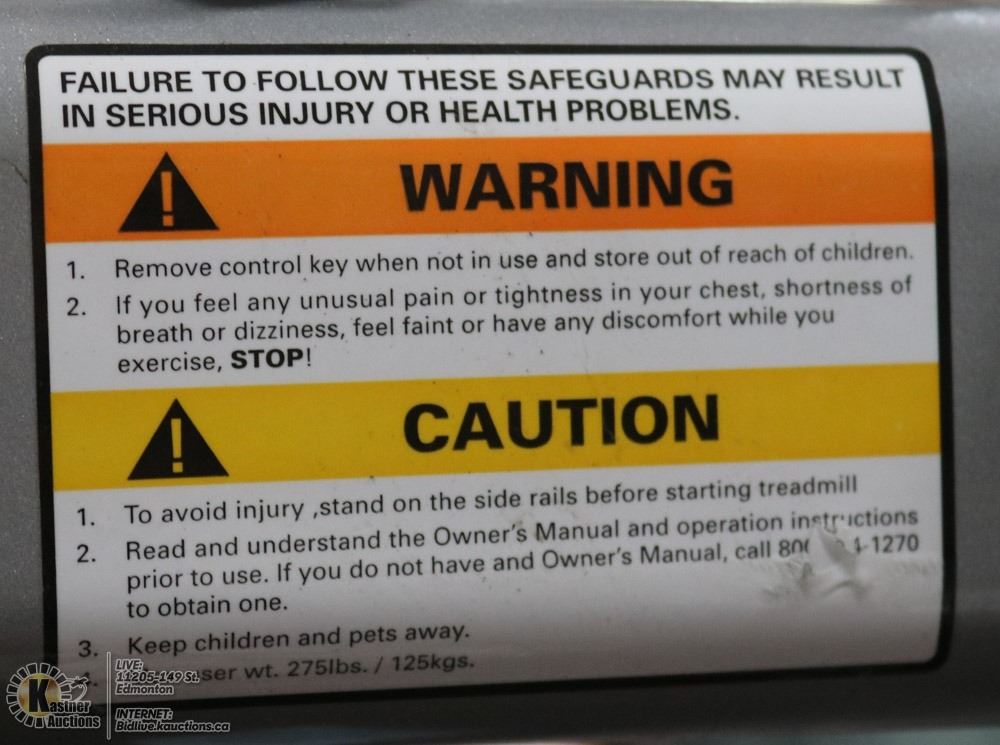 FAILURE TO FOLLOW THESE SAFEGUARDS MAY RESULT
IN SERIOUS INJURY OR HEALTH PROBLEMS.
WARNING
1. Remove control key when not in use and store out of reach of children.
2. If you feel any unusual pain or tightness in your chest, shortness of
breath or dizziness, feel faint or have any discomfort while you
exercise, STOP!
CAUTION
1. To avoid injury ,stand on the side rails before starting treadmill
2. Read and understand the Owner's Manual and operation instructions
prior to use. If you do not have and Owner's Manual, call 1270
to obtain one.
3. Keep children and pets away.
wt. 275lbs. / 125kgs.
Kastner
Auctions
LIVE:
11205-149 St.
Edmonton
INTERNET:
Bidlive.kauctions.ca